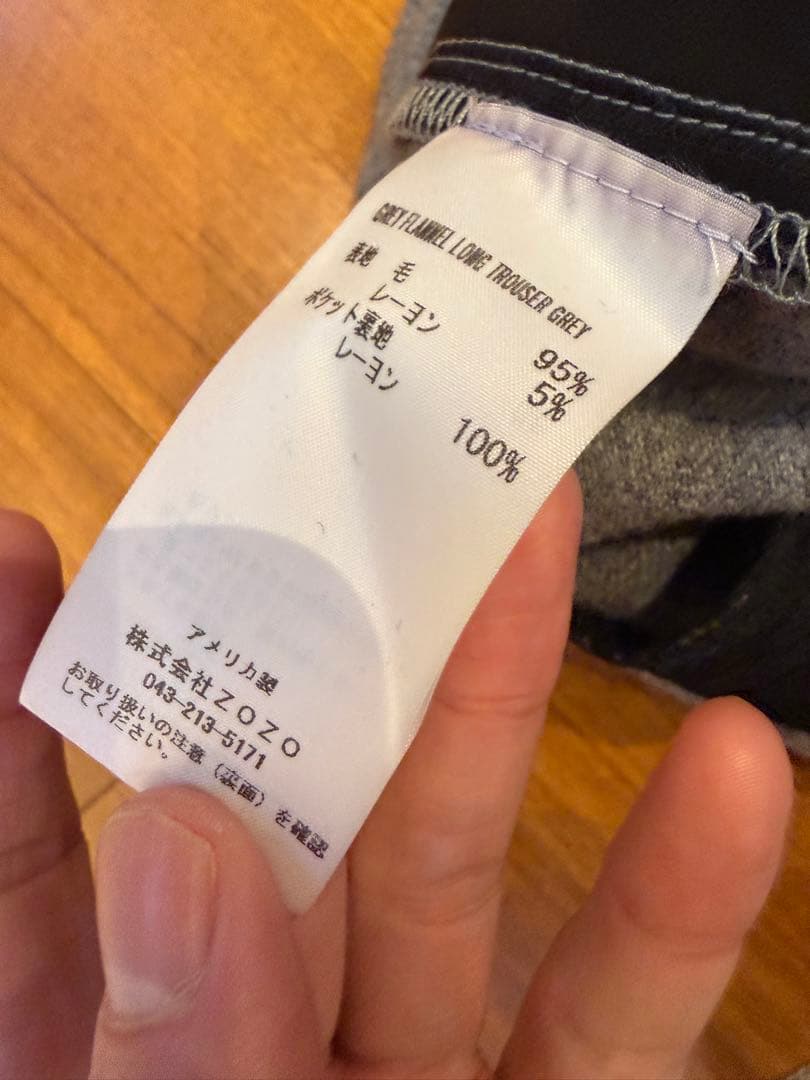 GREY FLANNEL LONG TROUSER GREY
表地 毛 95%
レーヨン 5%
ポケット裏地
レーヨン 100%
アメリカ製
株式会社ZOZO
043-213-5171
お取り扱いの注意(裏面)を確認
してください。